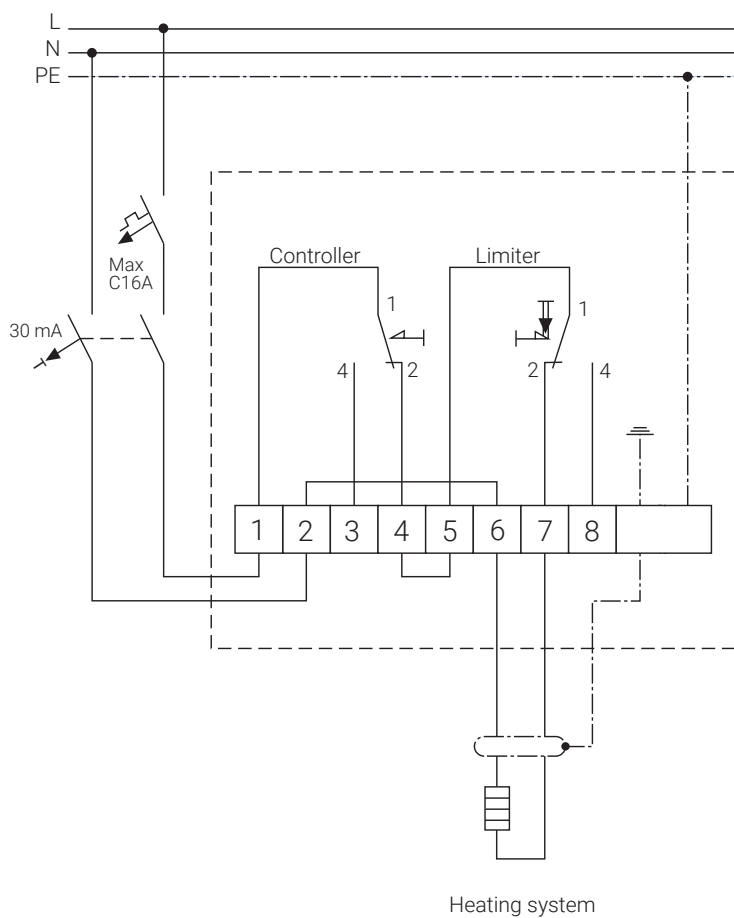 L
N
PE
Controller
Limiter
Max
C16A
30 mA
1
1
4
2
2
4
1 2 3 4 5 6 7 8
Heating system